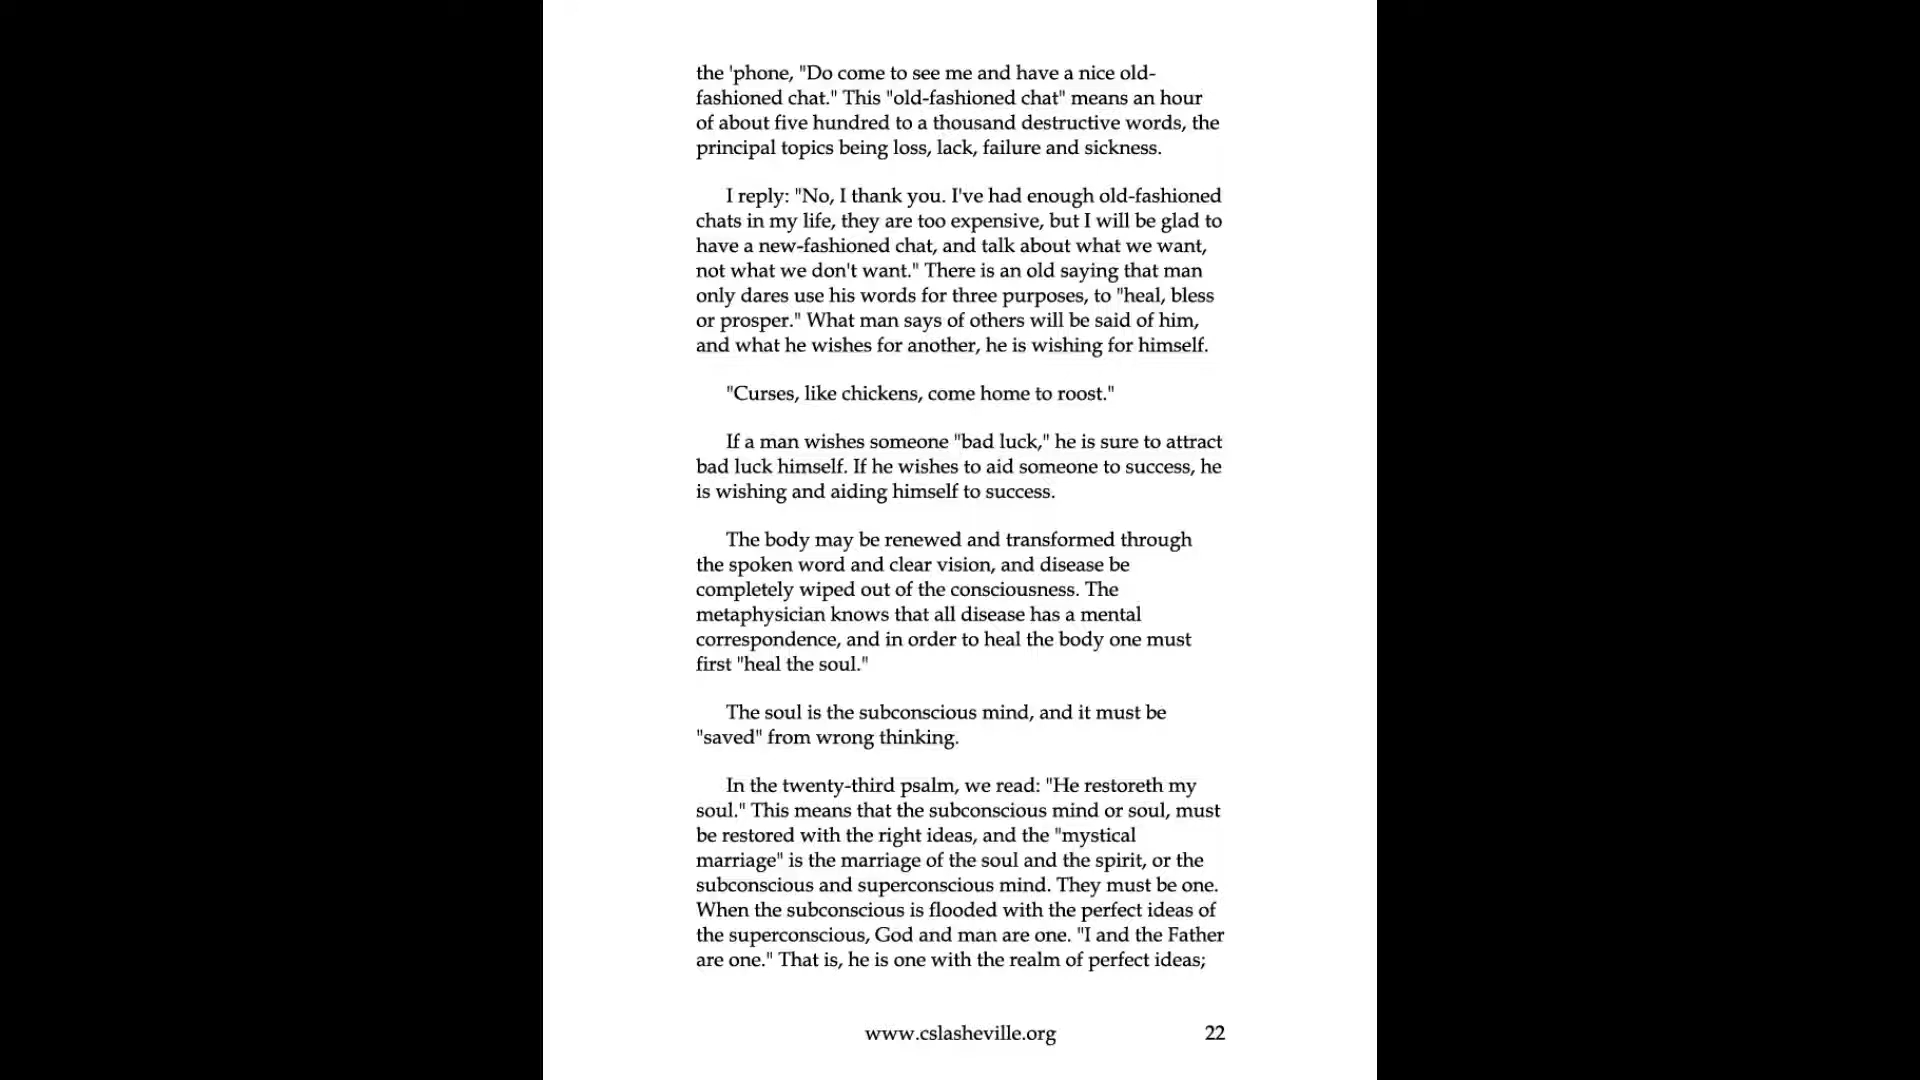 the 'phone, "Do come to see me and have a nice old-
fashioned chat." This "old-fashioned chat" means an hour
of about five hundred to a thousand destructive words, the
principal topics being loss, lack, failure and sickness.
I reply: "No, I thank you. I've had enough old-fashioned
chats in my life, they are too expensive, but I will be glad to
have a new-fashioned chat, and talk about what we want,
not what we don't want." There is an old saying that man
only dares use his words for three purposes, to "heal, bless
or prosper." What man says of others will be said of him,
and what he wishes for another, he is wishing for himself.
"Curses, like chickens, come home to roost."
If a man wishes someone "bad luck," he is sure to attract
bad luck himself. If he wishes to aid someone to success, he
is wishing and aiding himself to success.
The body may be renewed and transformed through
the spoken word and clear vision, and disease be
completely wiped out of the consciousness. The
metaphysician knows that all disease has a mental
correspondence, and in order to heal the body one must
first "heal the soul."
The soul is the subconscious mind, and it must be
"saved" from wrong thinking.
In the twenty-third psalm, we read: "He restoreth my
soul." This means that the subconscious mind or soul, must
be restored with the right ideas, and the "mystical
marriage" is the marriage of the soul and the spirit, or the
subconscious and superconscious mind. They must be one.
When the subconscious is flooded with the perfect ideas of
the superconscious, God and man are one. "I and the Father
are one." That is, he is one with the realm of perfect ideas;
www.cslasheville.org 22